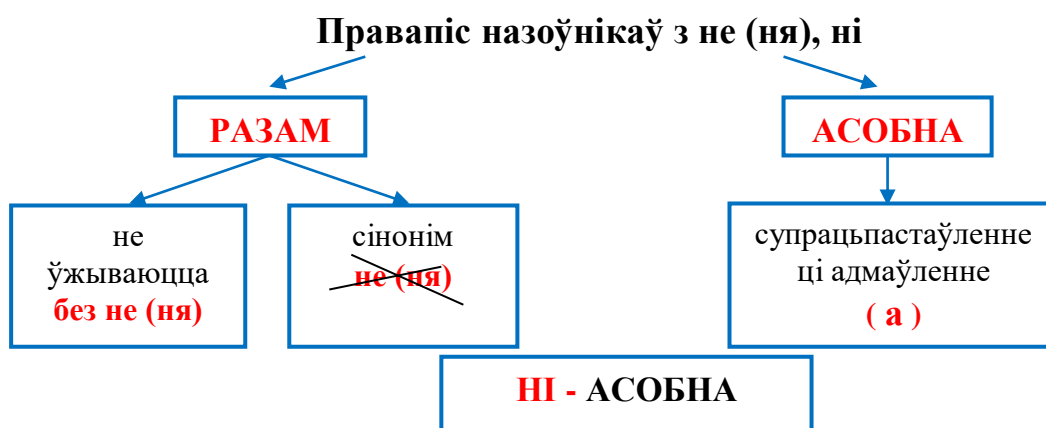 Правапіс назоўнікаў з не (ня), ні
РАЗАМ
АСОБНА
не
ўжываюцца
без не (ня)
сінонім
не (ня)
супрацьпастаўленне
ці адмаўленне
( а )
НІ - АСОБНА